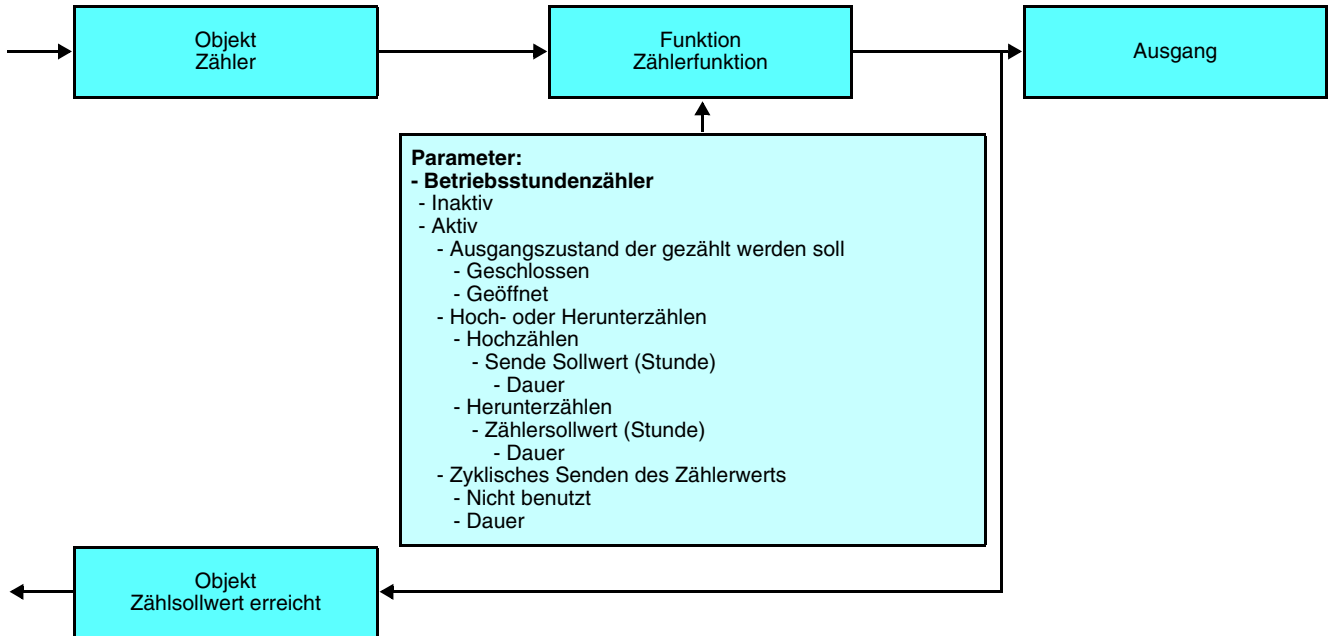 Objekt
Zähler
Funktion
Zählerfunktion
Ausgang
Parameter:
- Betriebsstundenzähler
- Inaktiv
- Aktiv
- Ausgangszustand der gezählt werden soll
- Geschlossen
- Geöffnet
- Hoch- oder Herunterzählen
- Hochzählen
- Sende Sollwert (Stunde)
- Dauer
- Herunterzählen
- Zählersollwert (Stunde)
- Dauer
- Zyklisches Senden des Zählerwerts
- Nicht benutzt
- Dauer
Objekt
Zählsollwert erreicht